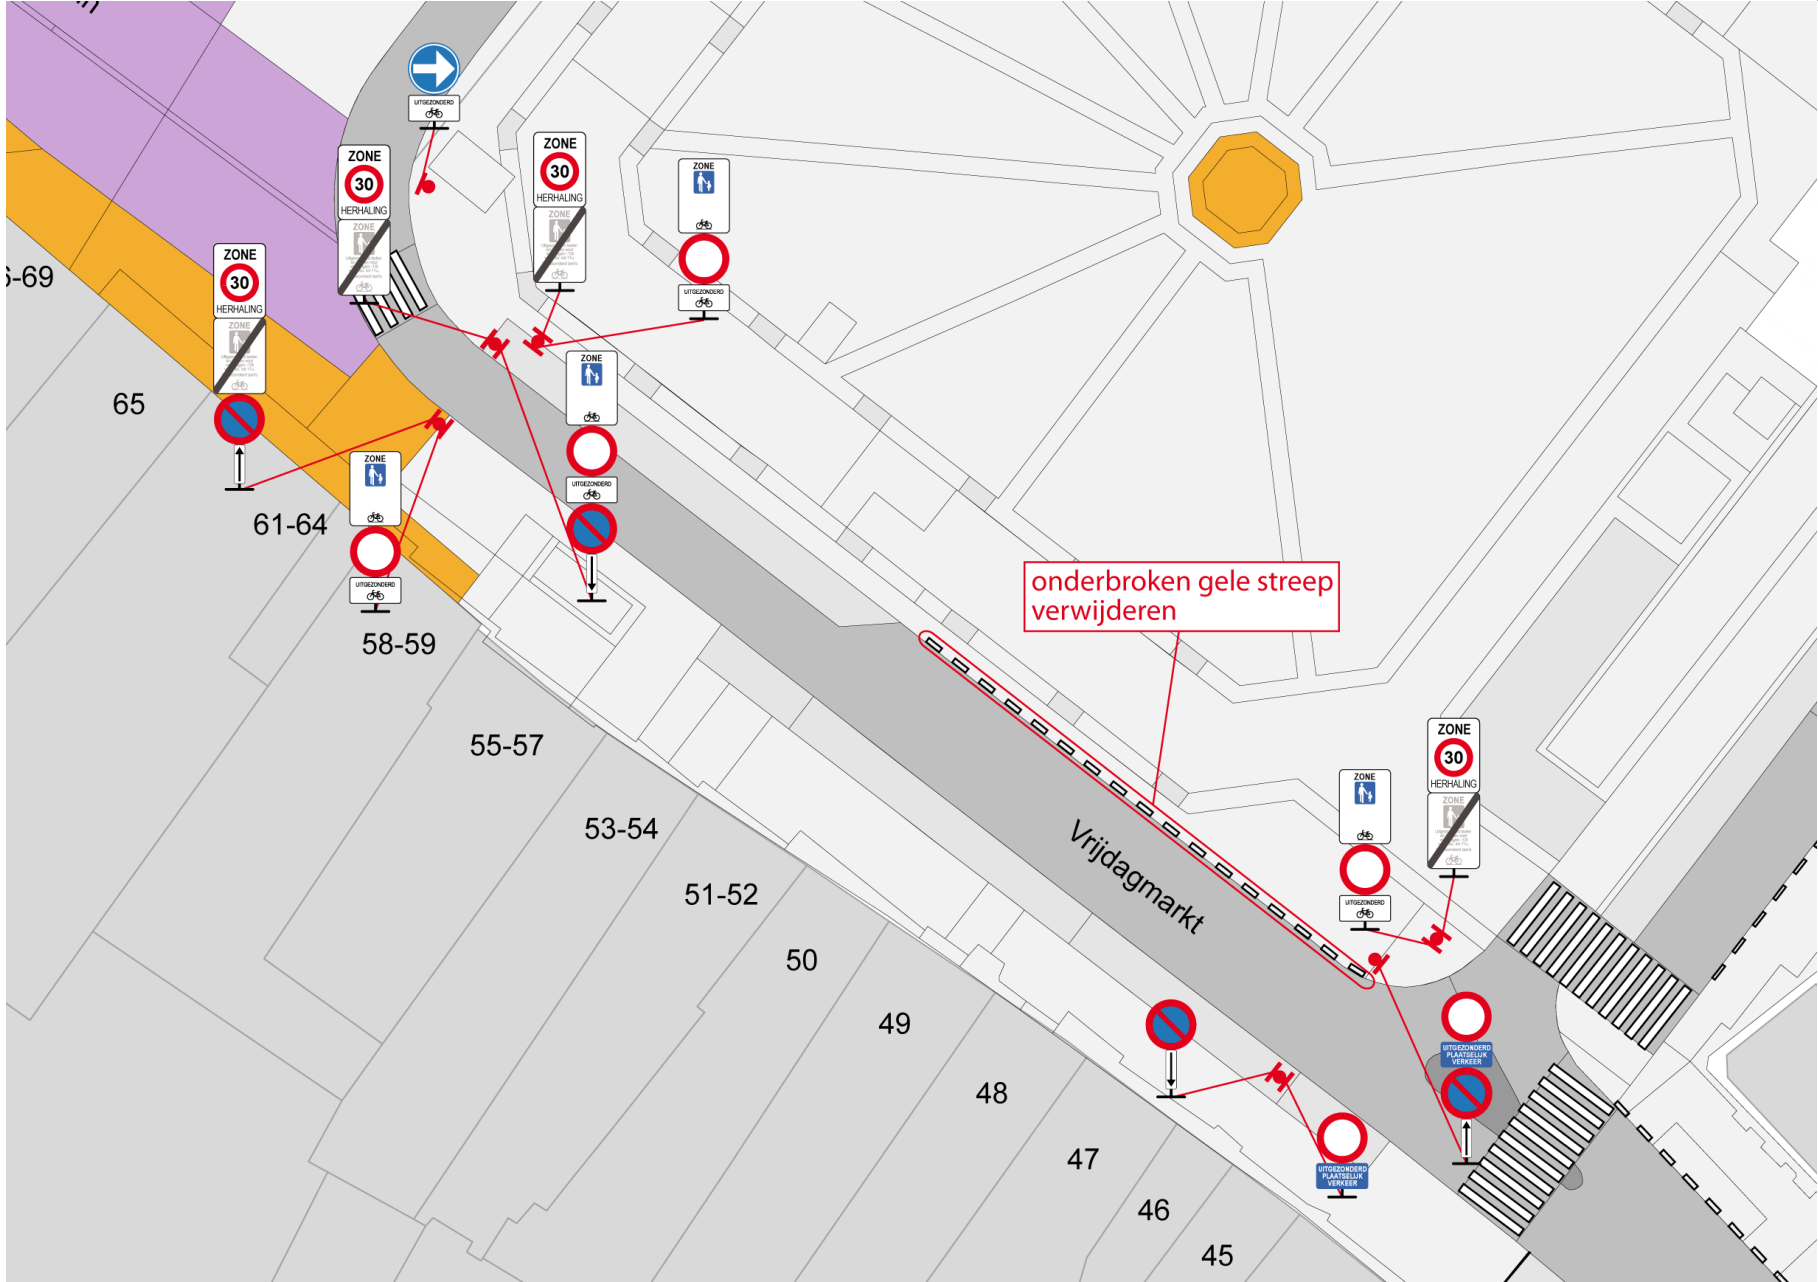 UITGEZONDERD
ZONE
30
HERHALING
ZONE
ZONE
30
HERHALING
ZONE
ZONE
UITGEZONDERD
ZONE
30
HERHALING
ZONE
6-69
65
61-64
ZONE
UITGEZONDERD
ZONE
UITGEZONDERD
58-59
55-57
53-54
51-52
50
49
48
47
46
45
onderbroken gele streep
verwijderen
Vrijdagmarkt
ZONE
UITGEZONDERD
ZONE
30
HERHALING
ZONE
UITGEZONDERD
PLAATSELIJK
VERKEER
UITGEZONDERD
PLAATSELIJK
VERKEER